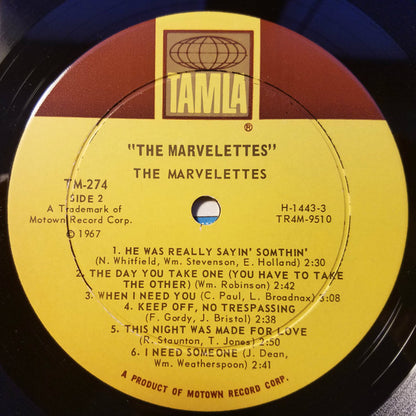 TAMLA
®
"THE MARVELETTES"
THE MARVELETTES
TM-274
SIDE 2
A Trademark of
Motown Record Corp.
© 1967
H-1443-3
TR4M-9510
1. HE WAS REALLY SAYIN' SOMTHIN'
(N. Whitfield, Wm. Stevenson, E. Holland) 2:30
2. THE DAY YOU TAKE ONE (YOU HAVE TO TAKE
THE OTHER) (Wm. Robinson) 2:42
3. WHEN I NEED YOU (C. Paul, L. Broadnax) 3:08
4. KEEP OFF, NO TRESPASSING
(F. Gordy, J. Bristol) 2:38
5. THIS NIGHT WAS MADE FOR LOVE
(R. Staunton, T. Jones) 2:50
6. I NEED SOMEONE (J. Dean,
Wm. Weatherspoon) 2:41
A PRODUCT OF MOTOWN RECORD CORP.